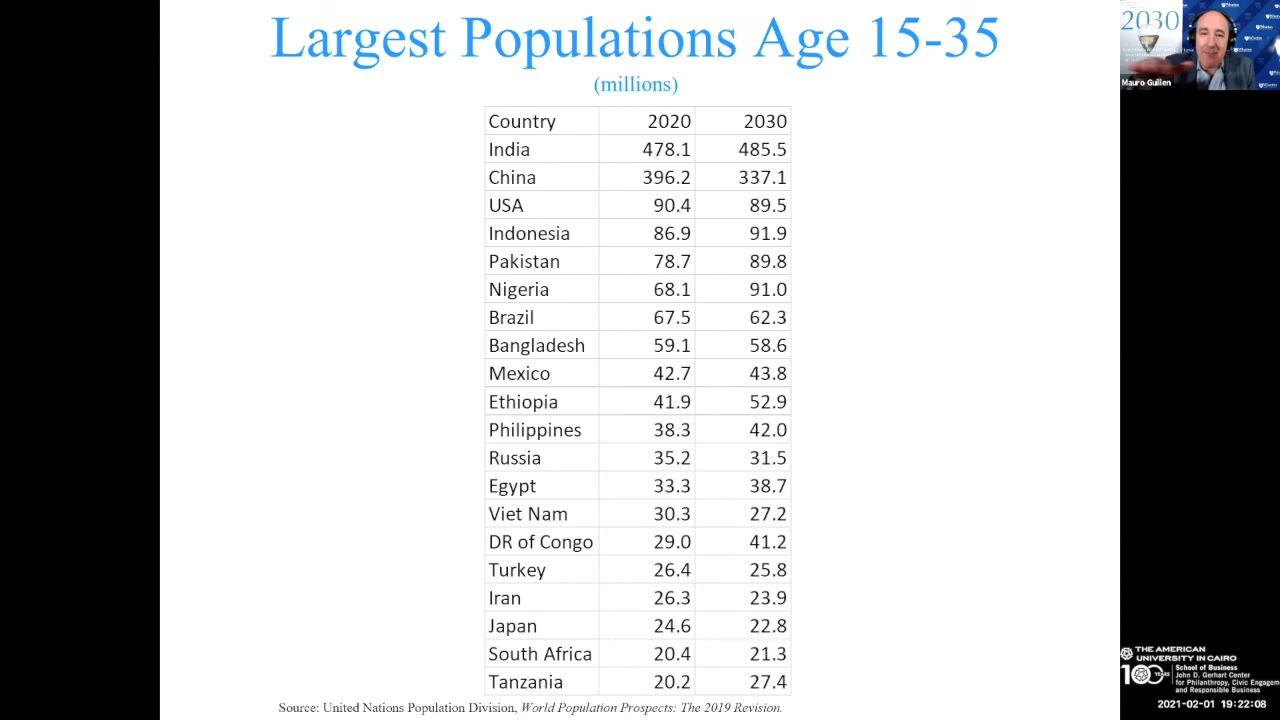 Largest Populations Age 15-35
(millions)
Country 2020 2030
India 478.1 485.5
China 396.2 337.1
USA 90.4 89.5
Indonesia 86.9 91.9
Pakistan 78.7 89.8
Nigeria 68.1 91.0
Brazil 67.5 62.3
Bangladesh 59.1 58.6
Mexico 42.7 43.8
Ethiopia 41.9 52.9
Philippines 38.3 42.0
Russia 35.2 31.5
Egypt 33.3 38.7
Viet Nam 30.3 27.2
DR of Congo 29.0 41.2
Turkey 26.4 25.8
Iran 26.3 23.9
Japan 24.6 22.8
South Africa 20.4 21.3
Tanzania 20.2 27.4
Source: United Nations Population Division, World Population Prospects: The 2019 Revision.
2030
Mauro Guillen
THE AMERICAN
UNIVERSITY IN CAIRO
100 YEARS
School of Business
John D. Gerhart Center
for Philanthropy, Civic Engagem
and Responsible Business
2021-02-01 19:22:08